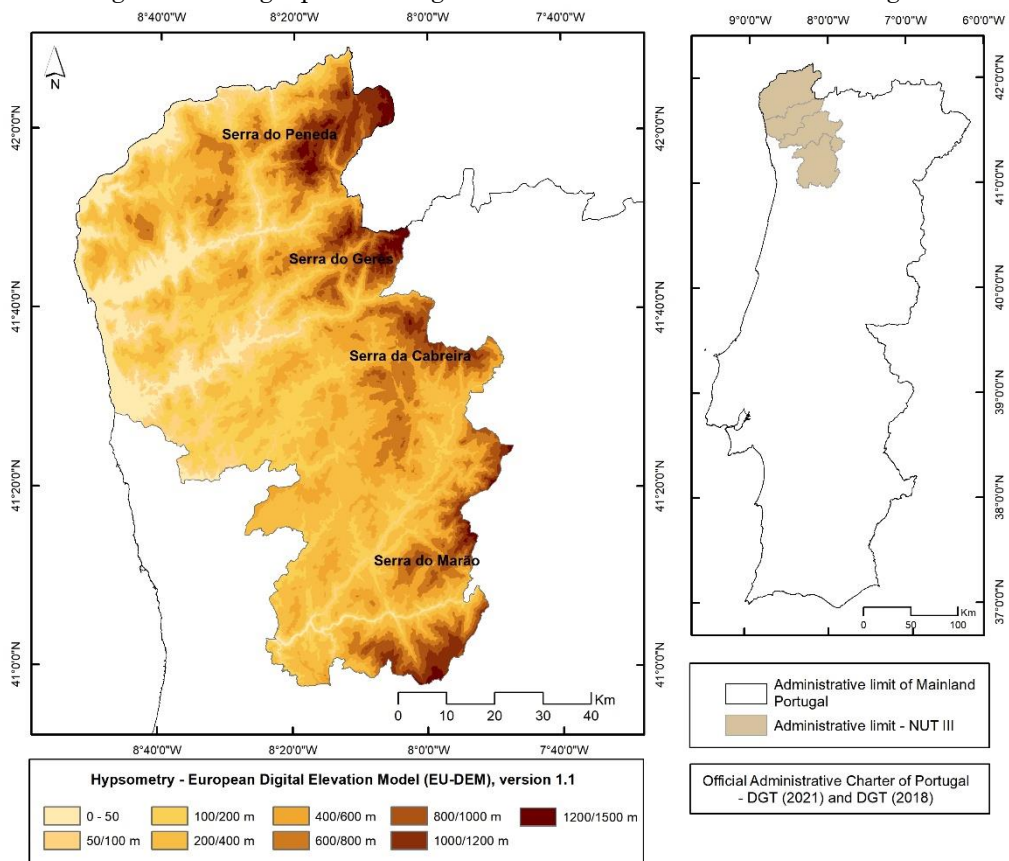 8°40'0"W 8°20'0"W 8°0'0"W 7°40'0"W
N
42°0'0"N
41°40'0"N
41°20'0"N
41°0'0"N
Serra do Peneda
Serra do Gerês
Serra da Cabreira
Serra do Marão
42°0'0"N
41°40'0"N
41°20'0"N
41°0'0"N
Km
0 10 20 30 40
8°40'0"W 8°20'0"W 8°0'0"W 7°40'0"W
Hypsometry - European Digital Elevation Model (EU-DEM), version 1.1
0 - 50 100/200 m 400/600 m 800/1000 m 1200/1500 m
50/100 m 200/400 m 600/800 m 1000/1200 m
9°0'0"W 8°0'0"W 7°0'0"W 6°0'0"W
42°0'0"N
41°0'0"N
40°0'0"N
39°0'0"N
38°0'0"N
37°0'0"N
Km
0 50 100
Administrative limit of Mainland
Portugal
Administrative limit - NUT III
Official Administrative Charter of Portugal
- DGT (2021) and DGT (2018)